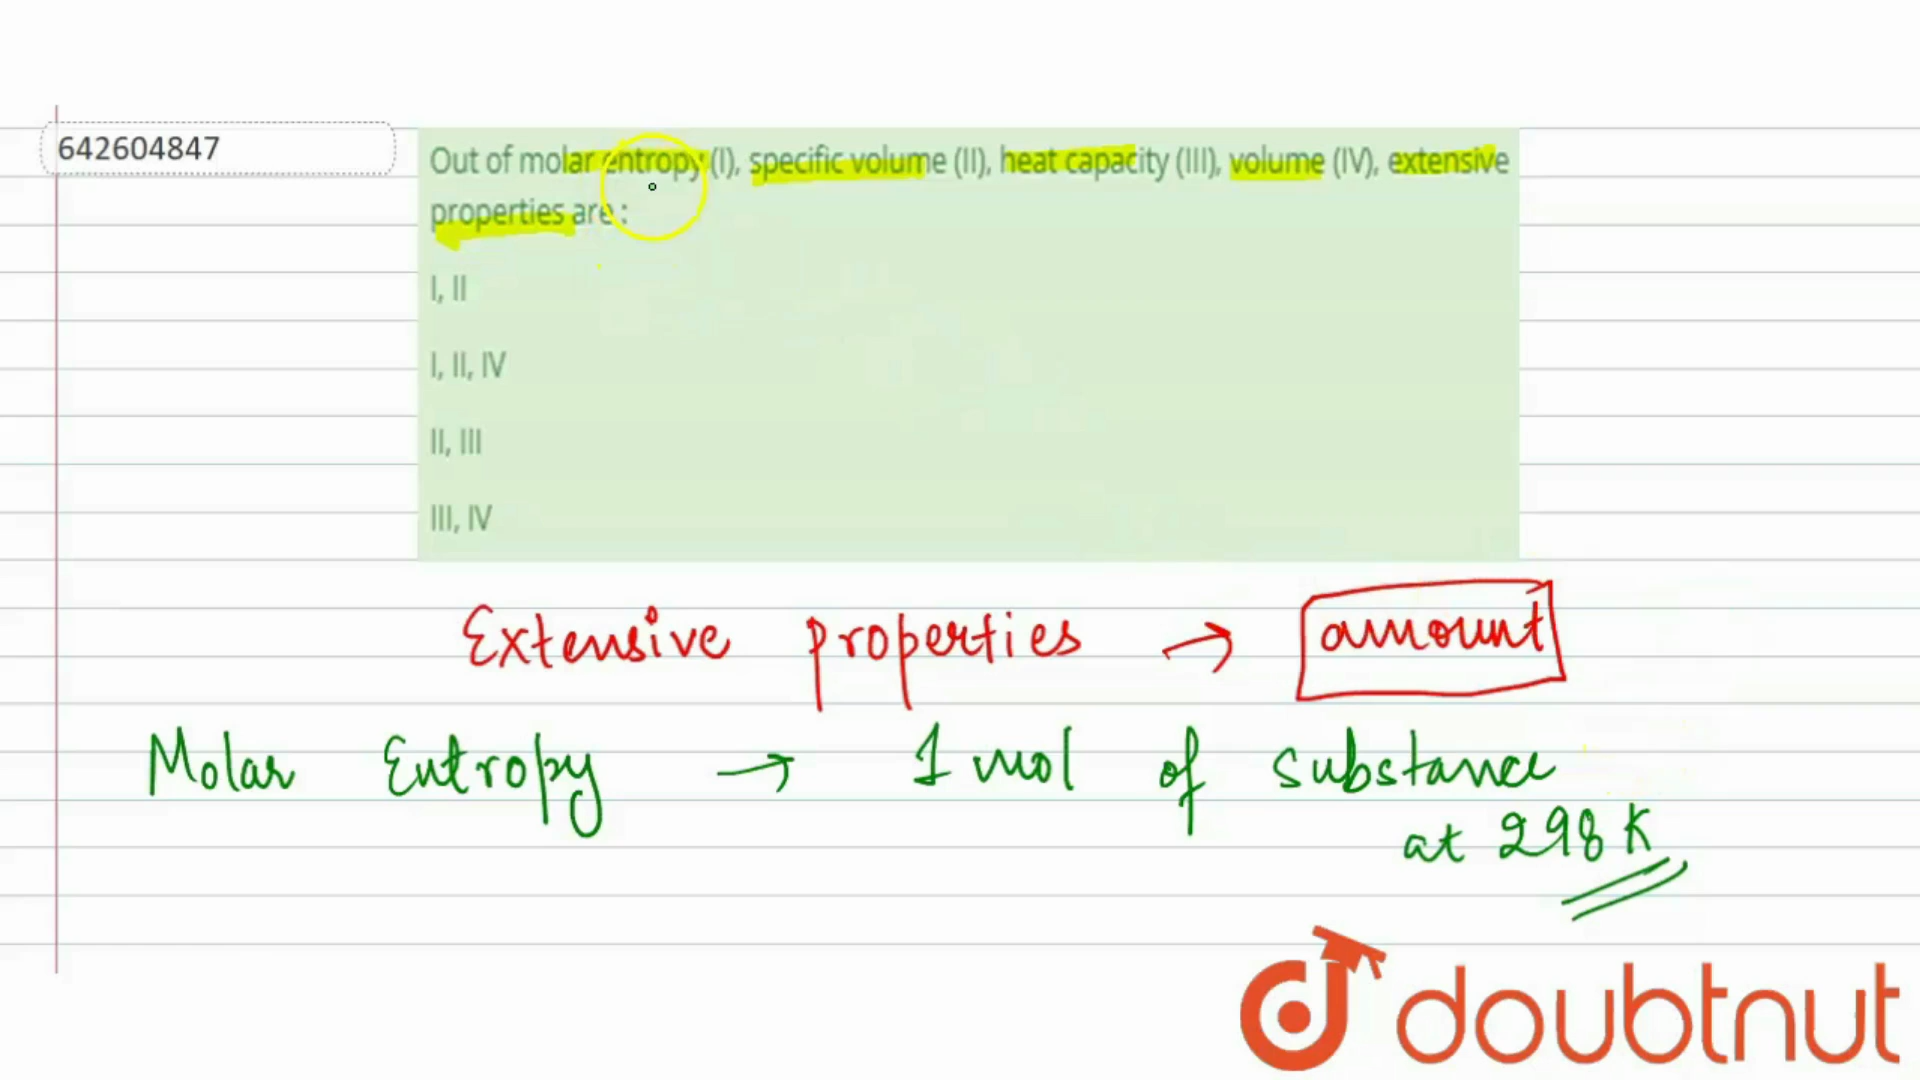 642604847
Out of molar entropy (I), specific volume (II), heat capacity (III), volume (IV), extensive
properties are :
I, II
I, II, IV
II, III
III, IV
Extensive properties → amount
Molar Entropy → 1 mol of substance
at 298 K
doubtnut